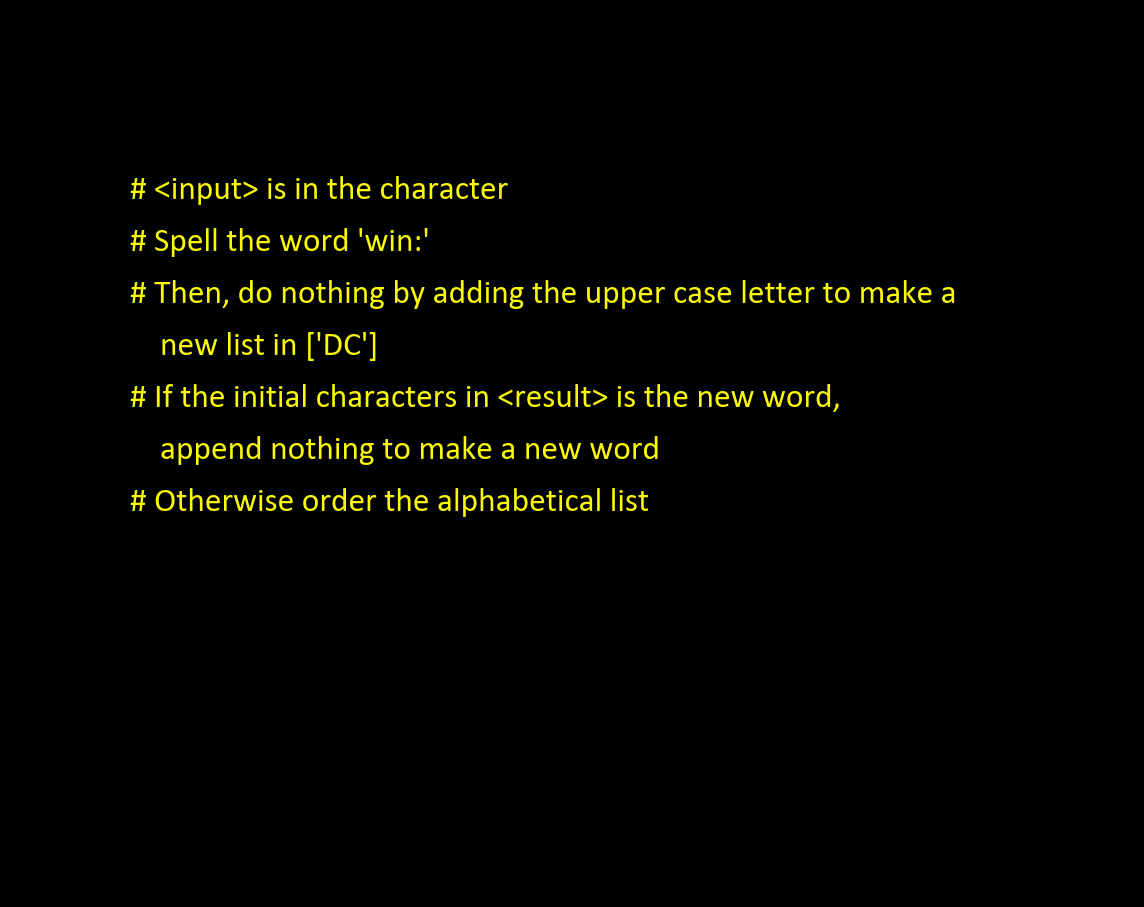 # <input> is in the character
# Spell the word 'win:'
# Then, do nothing by adding the upper case letter to make a
new list in ['DC']
# If the initial characters in <result> is the new word,
append nothing to make a new word
# Otherwise order the alphabetical list